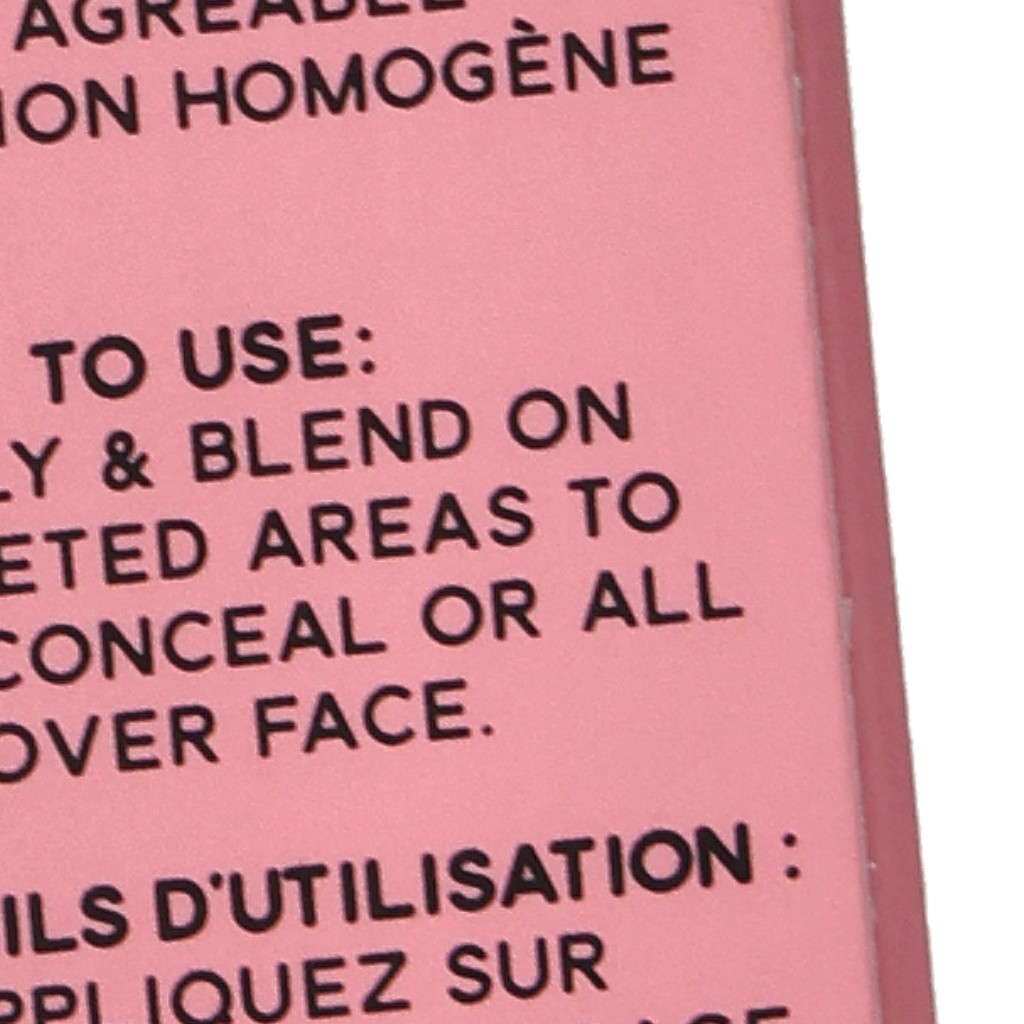 AGREABLE
ION HOMOGÈNE
TO USE:
LY & BLEND ON
ETED AREAS TO
CONCEAL OR ALL
OVER FACE.
ILS D'UTILISATION :
PPLIQUEZ SUR